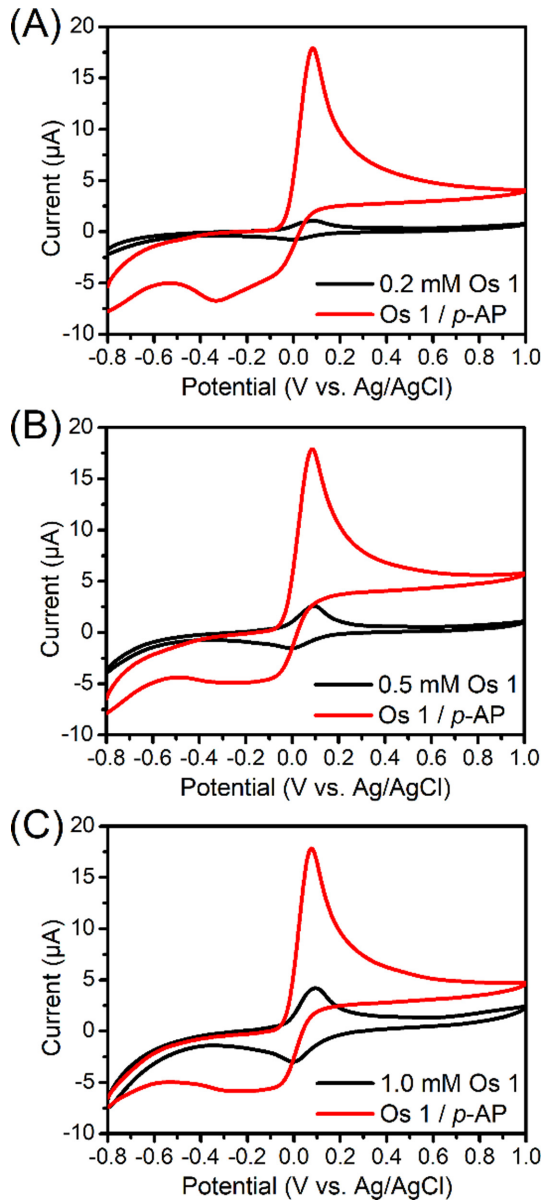 (A)
20
15
10
5
0
-5
-10
Current (µA)
0.2 mM Os 1
Os 1 / p-AP
-0.8 -0.6 -0.4 -0.2 0.0 0.2 0.4 0.6 0.8 1.0
Potential (V vs. Ag/AgCl)
(B)
20
15
10
5
0
-5
-10
Current (µA)
0.5 mM Os 1
Os 1 / p-AP
-0.8 -0.6 -0.4 -0.2 0.0 0.2 0.4 0.6 0.8 1.0
Potential (V vs. Ag/AgCl)
(C)
20
15
10
5
0
-5
-10
Current (µA)
1.0 mM Os 1
Os 1 / p-AP
-0.8 -0.6 -0.4 -0.2 0.0 0.2 0.4 0.6 0.8 1.0
Potential (V vs. Ag/AgCl)